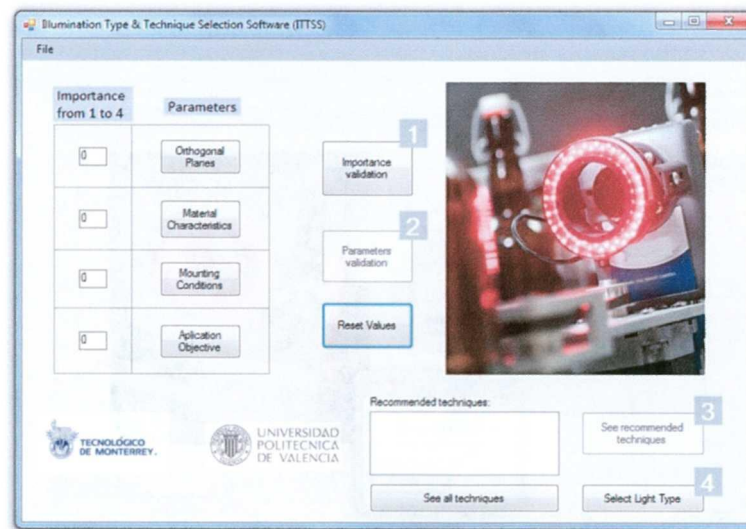 Illumination Type & Technique Selection Software (ITTSS)
File
Importance
from 1 to 4
Parameters
0
Orthogonal
Planes
0
Material
Characteristics
0
Mounting
Conditions
0
Aplication
Objective
1
Importance
validation
2
Parameters
validation
Reset Values
Recommended techniques:
3
See recommended
techniques
4
See all techniques
Select Light Type
TECNOLÓGICO
DE MONTERREY.
UNIVERSIDAD
POLITECNICA
DE VALENCIA